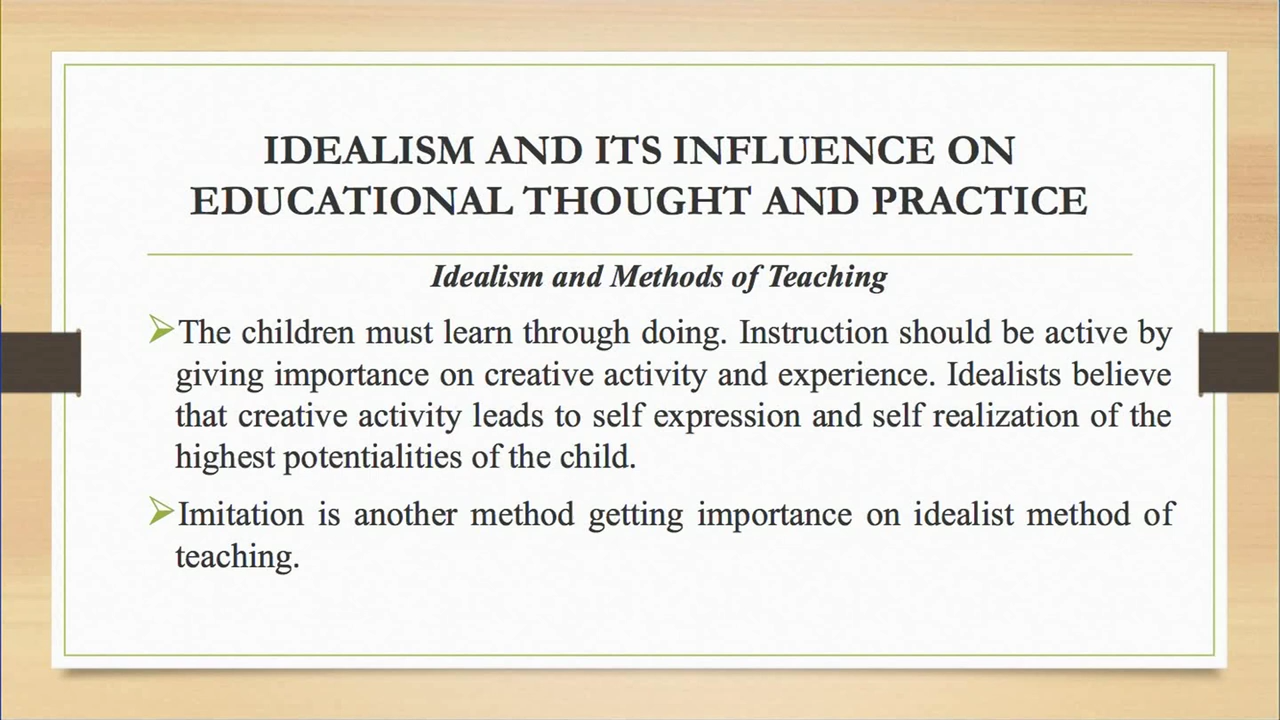 IDEALISM AND ITS INFLUENCE ON
EDUCATIONAL THOUGHT AND PRACTICE
Idealism and Methods of Teaching
The children must learn through doing. Instruction should be active by
giving importance on creative activity and experience. Idealists believe
that creative activity leads to self expression and self realization of the
highest potentialities of the child.
Imitation is another method getting importance on idealist method of
teaching.